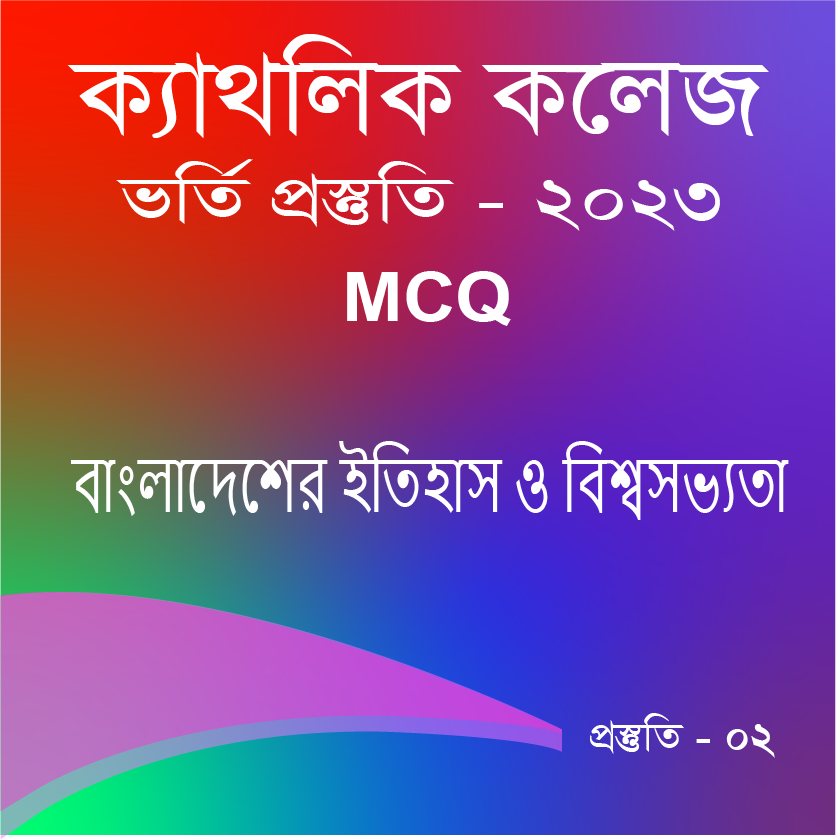 ক্যাথলিক কলেজ
ভর্তি প্রস্তুতি - ২০২৩
MCQ
বাংলাদেশের ইতিহাস ও বিশ্বসভ্যতা
প্রস্তুতি - ০২